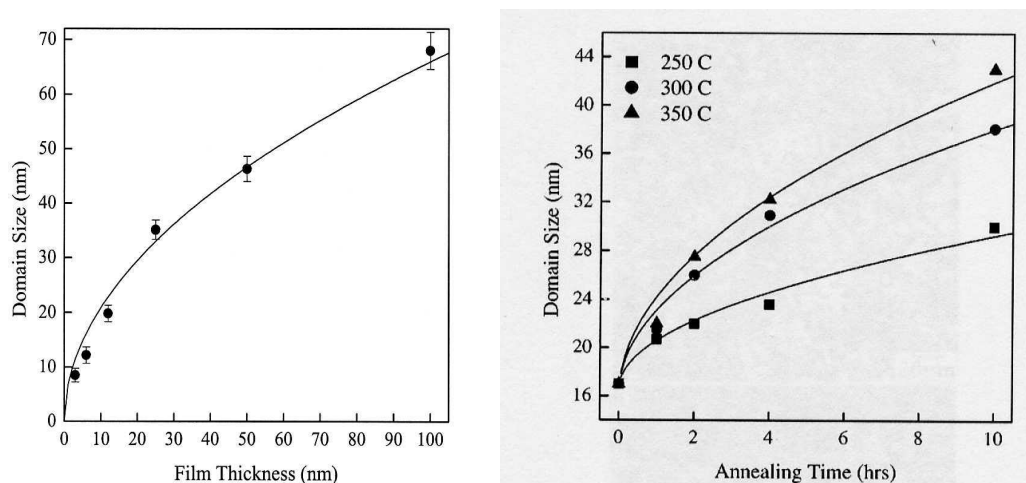 70
60
50
40
30
20
10
0
0 10 20 30 40 50 60 70 80 90 100
Domain Size (nm)
Film Thickness (nm)
250 C
300 C
350 C
44
40
36
32
28
24
20
16
0 2 4 6 8 10
Domain Size (nm)
Annealing Time (hrs)